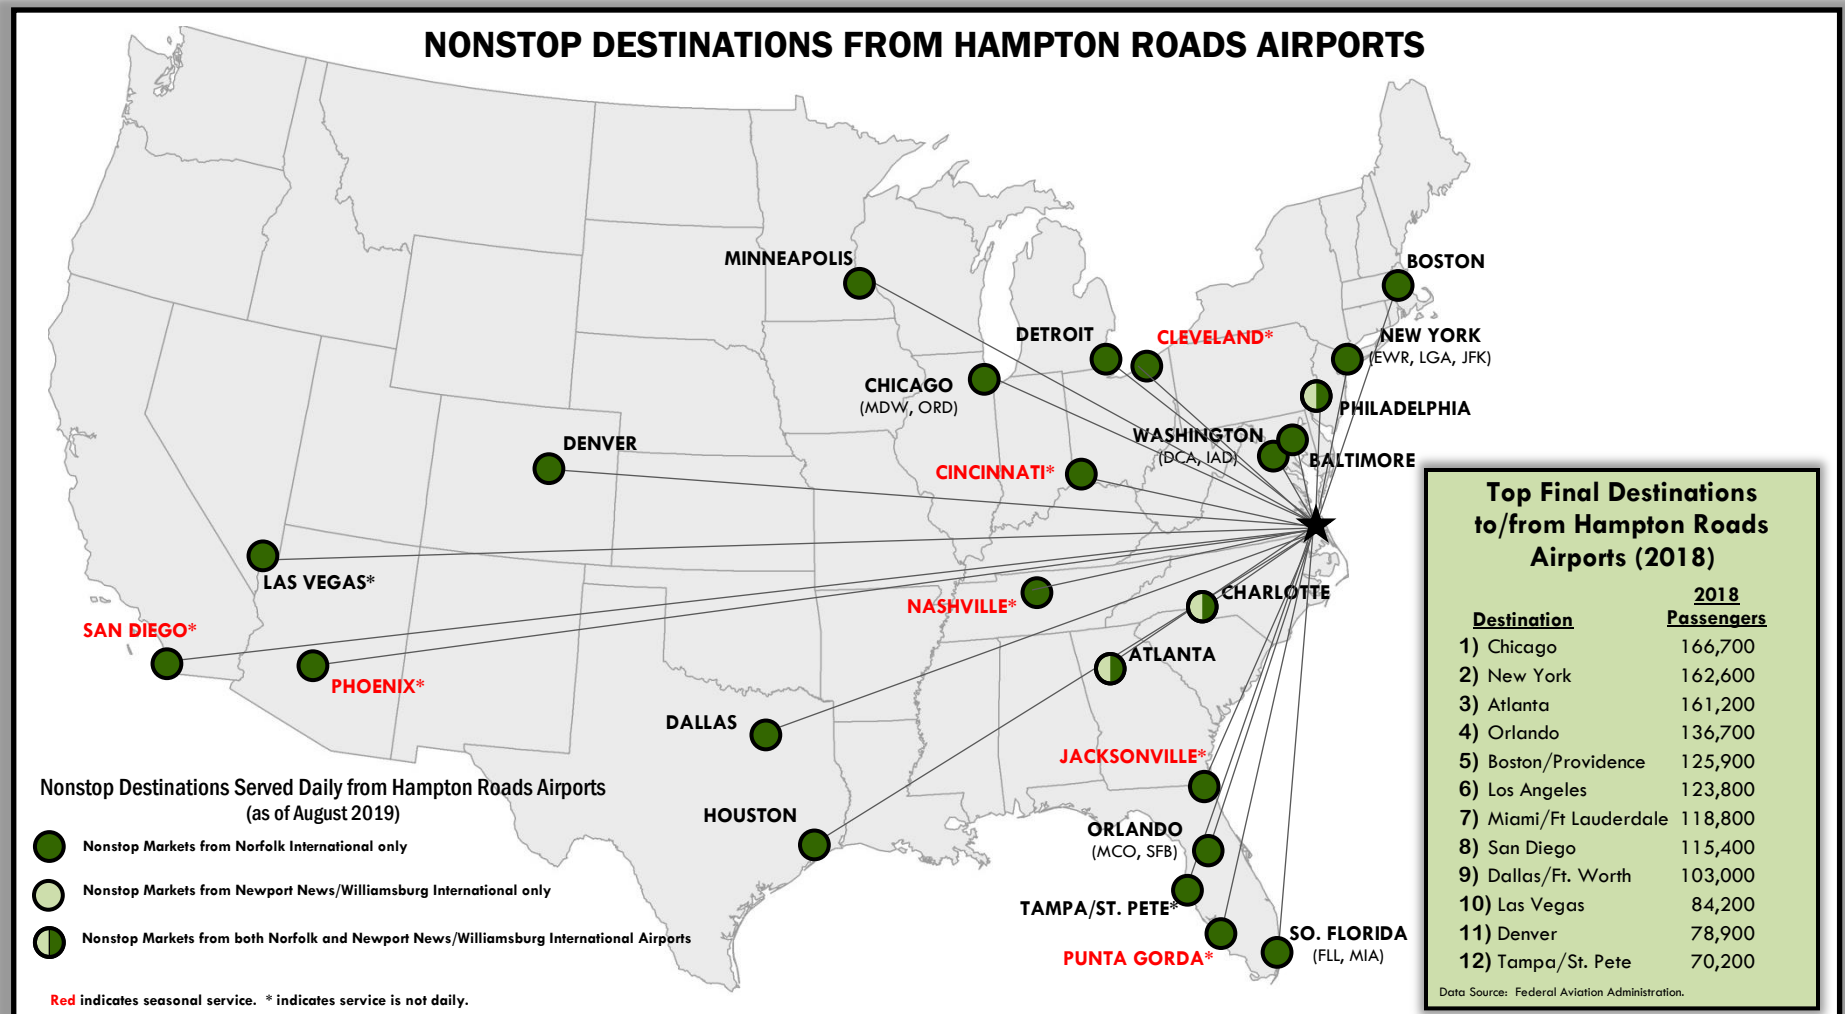 NONSTOP DESTINATIONS FROM HAMPTON ROADS AIRPORTS
MINNEAPOLIS
BOSTON
DETROIT
CLEVELAND*
NEW YORK
(EWR, LGA, JFK)
CHICAGO
(MDW, ORD)
PHILADELPHIA
WASHINGTON
(DCA, IAD)
BALTIMORE
DENVER
CINCINNATI*
LAS VEGAS*
NASHVILLE*
CHARLOTTE
SAN DIEGO*
PHOENIX*
ATLANTA
DALLAS
JACKSONVILLE*
HOUSTON
ORLANDO
(MCO, SFB)
TAMPA/ST. PETE*
PUNTA GORDA*
SO. FLORIDA
(FLL, MIA)
Nonstop Destinations Served Daily from Hampton Roads Airports
(as of August 2019)
Nonstop Markets from Norfolk International only
Nonstop Markets from Newport News/Williamsburg International only
Nonstop Markets from both Norfolk and Newport News/Williamsburg International Airports
Red indicates seasonal service. * indicates service is not daily.
Top Final Destinations
to/from Hampton Roads
Airports (2018)
2018
Destination Passengers
1) Chicago 166,700
2) New York 162,600
3) Atlanta 161,200
4) Orlando 136,700
5) Boston/Providence 125,900
6) Los Angeles 123,800
7) Miami/Ft Lauderdale 118,800
8) San Diego 115,400
9) Dallas/Ft. Worth 103,000
10) Las Vegas 84,200
11) Denver 78,900
12) Tampa/St. Pete 70,200
Data Source: Federal Aviation Administration.